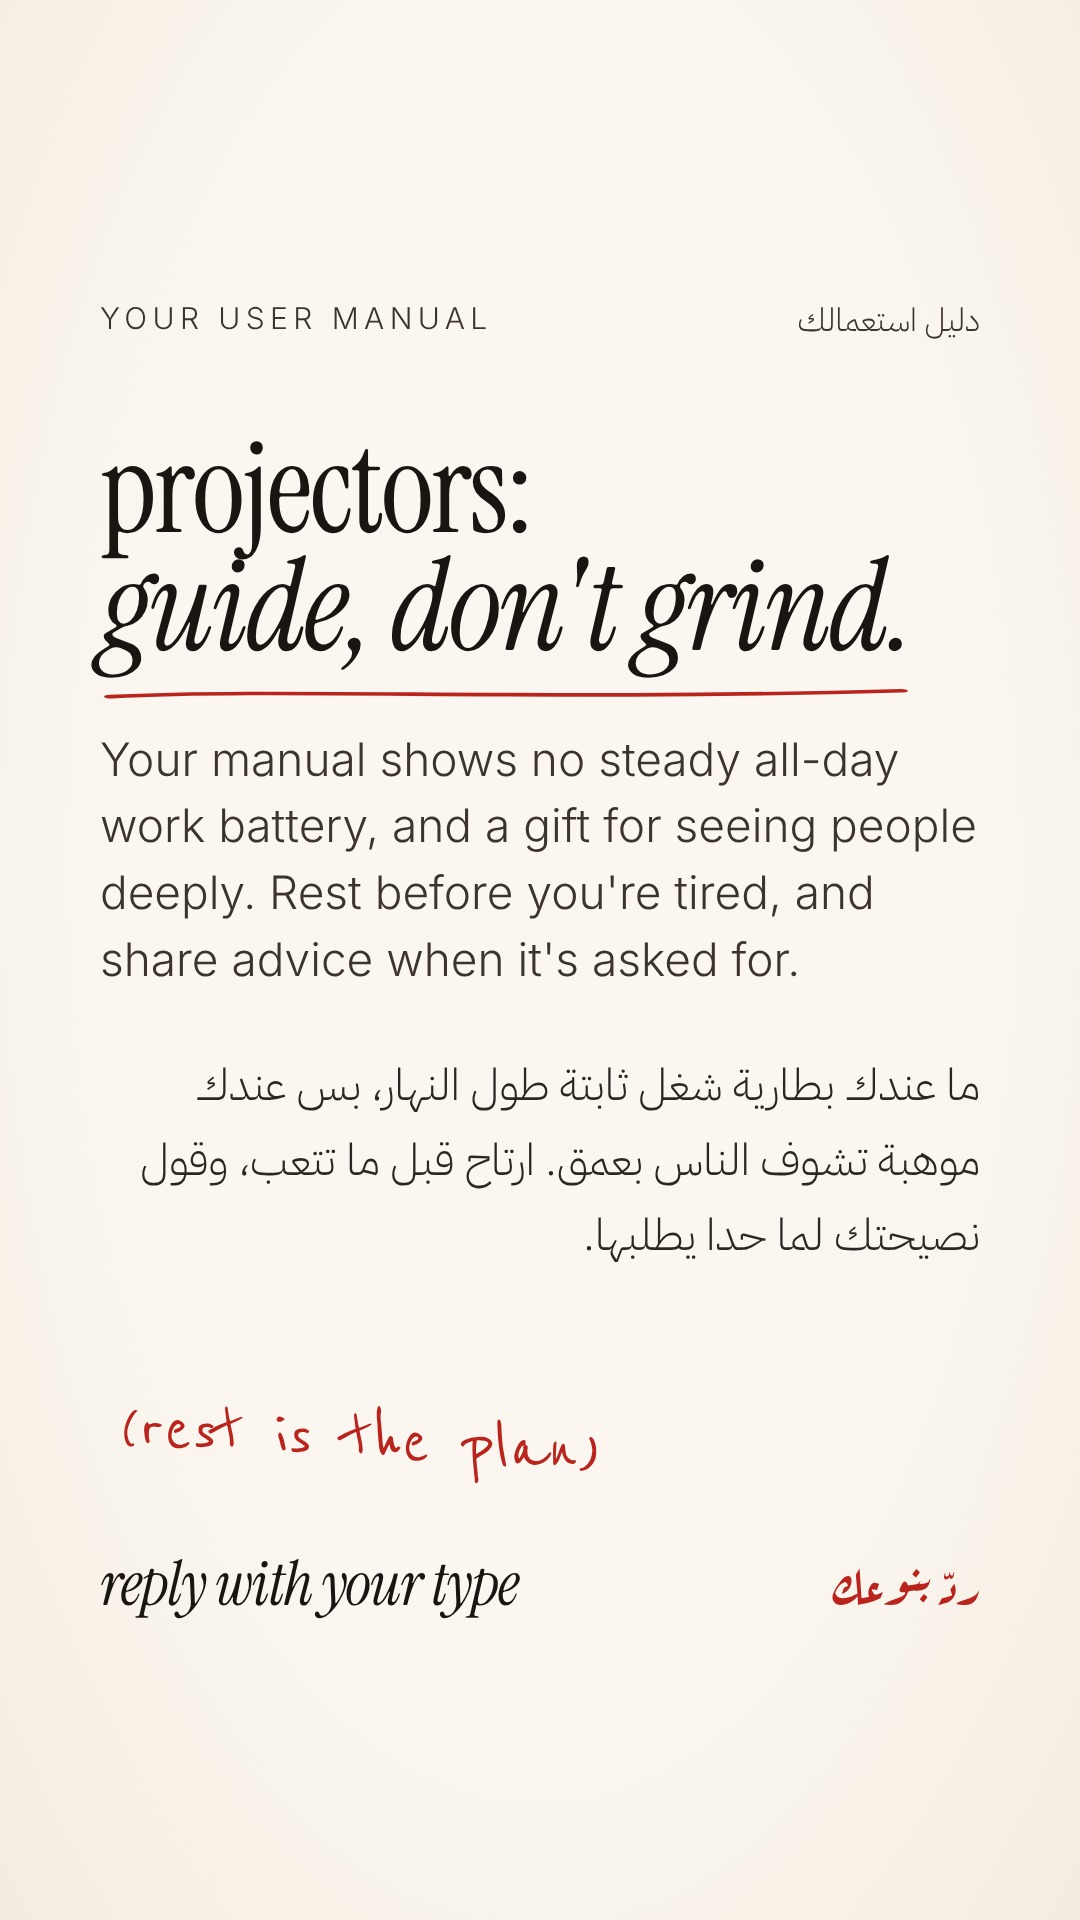 YOUR USER MANUAL
دليل استعمالك
projectors:
guide, don't grind.
Your manual shows no steady all-day
work battery, and a gift for seeing people
deeply. Rest before you're tired, and
share advice when it's asked for.
ما عندك بطارية شغل ثابتة طول النهار، بس عندك
موهبة تشوف الناس بعمق. ارتاح قبل ما تتعب، وقول
نصيحتك لما حدا يطلبها.
(rest is the plan)
reply with your type
ردّ بنوعك